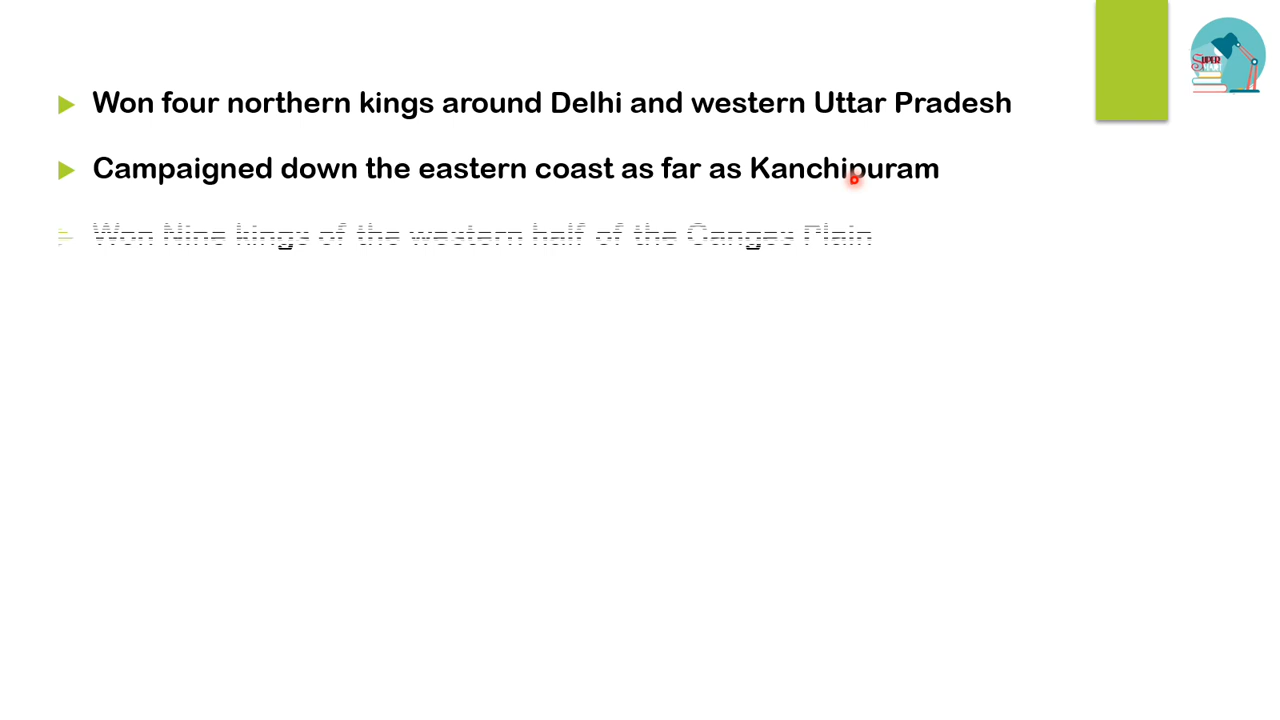 Won four northern kings around Delhi and western Uttar Pradesh
Campaigned down the eastern coast as far as Kanchipuram
Won Nine kings of the western half of the Ganges Plain
SUPER